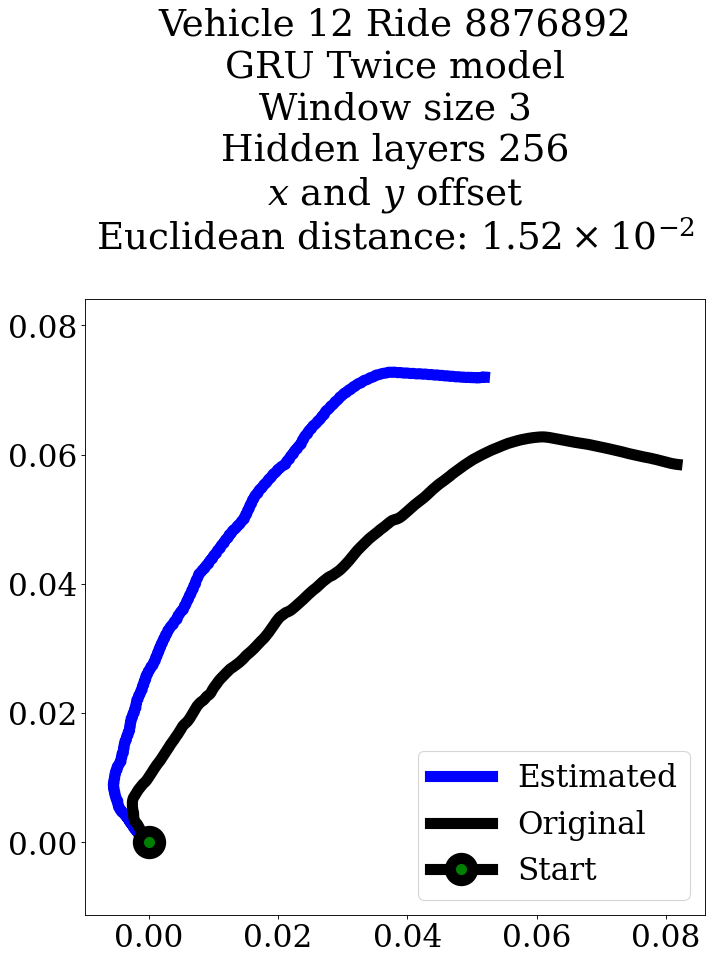 Vehicle 12 Ride 8876892
GRU Twice model
Window size 3
Hidden layers 256
x and y offset
Euclidean distance: 1.52 × 10⁻²
0.08
0.06
0.04
0.02
0.00
Estimated
Original
Start
0.00 0.02 0.04 0.06 0.08